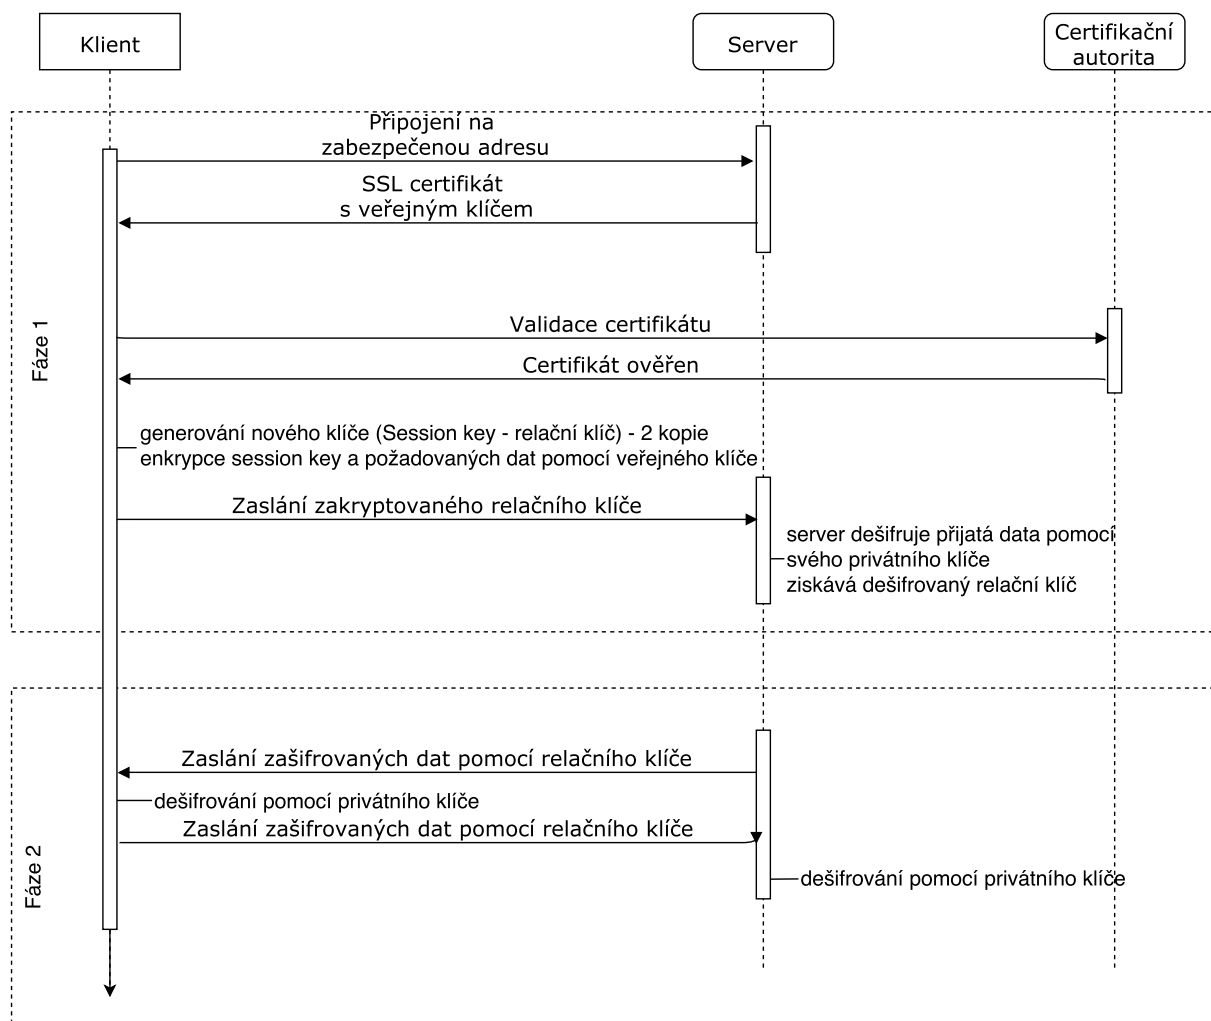 Klient
Server
Certifikační
autorita
Připojení na
zabezpečenou adresu
SSL certifikát
s veřejným klíčem
Validace certifikátu
Certifikát ověřen
Fáze 1
generování nového klíče (Session key - relační klíč) - 2 kopie
enkrypce session key a požadovaných dat pomocí veřejného klíče
Zaslání zakryptovaného relačního klíče
server dešifruje přijatá data pomocí
svého privátního klíče
ziskává dešifrovaný relační klíč
Zaslání zašifrovaných dat pomocí relačního klíče
dešifrování pomocí privátního klíče
Zaslání zašifrovaných dat pomocí relačního klíče
Fáze 2
dešifrování pomocí privátního klíče